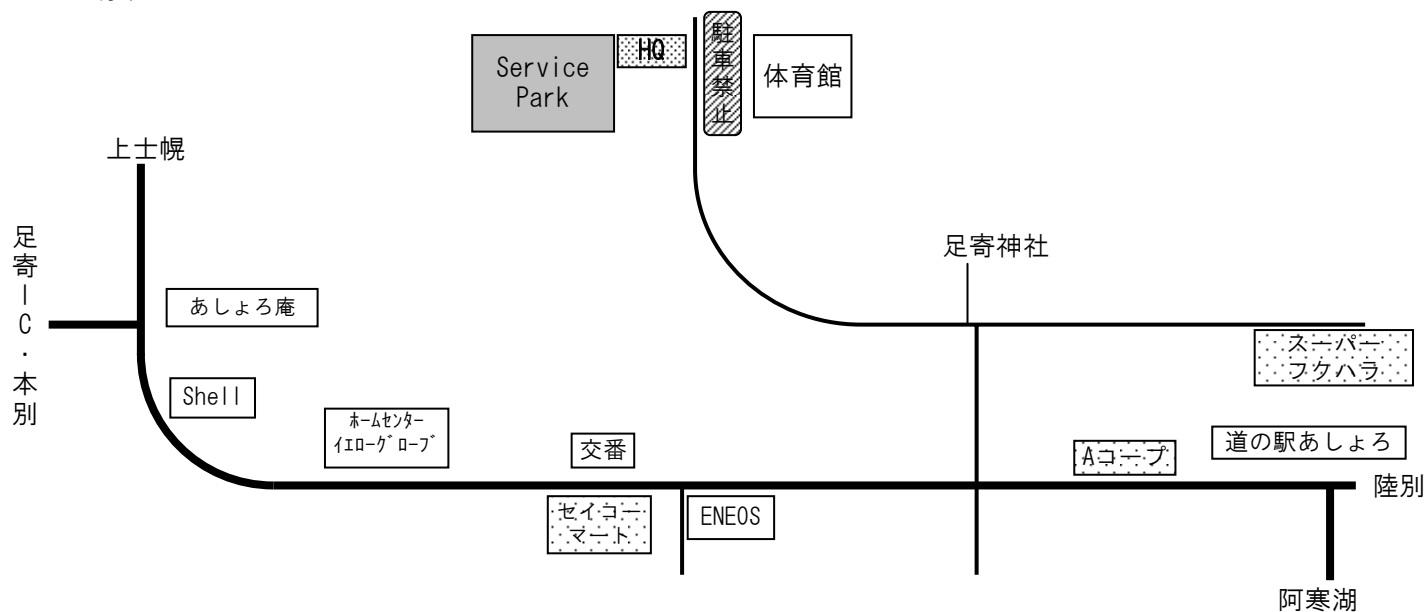 Service
Park
HQ
駐車禁止
体育館
上士幌
足寄IC・本別
あしょろ庵
足寄神社
スーパー
フクハラ
Shell
ﾎｰﾑｾﾝﾀｰ
ｲｴﾛｰｸﾞﾛｰﾌﾞ
交番
Aコープ
道の駅あしょろ
陸別
セイコー
マート
ENEOS
阿寒湖